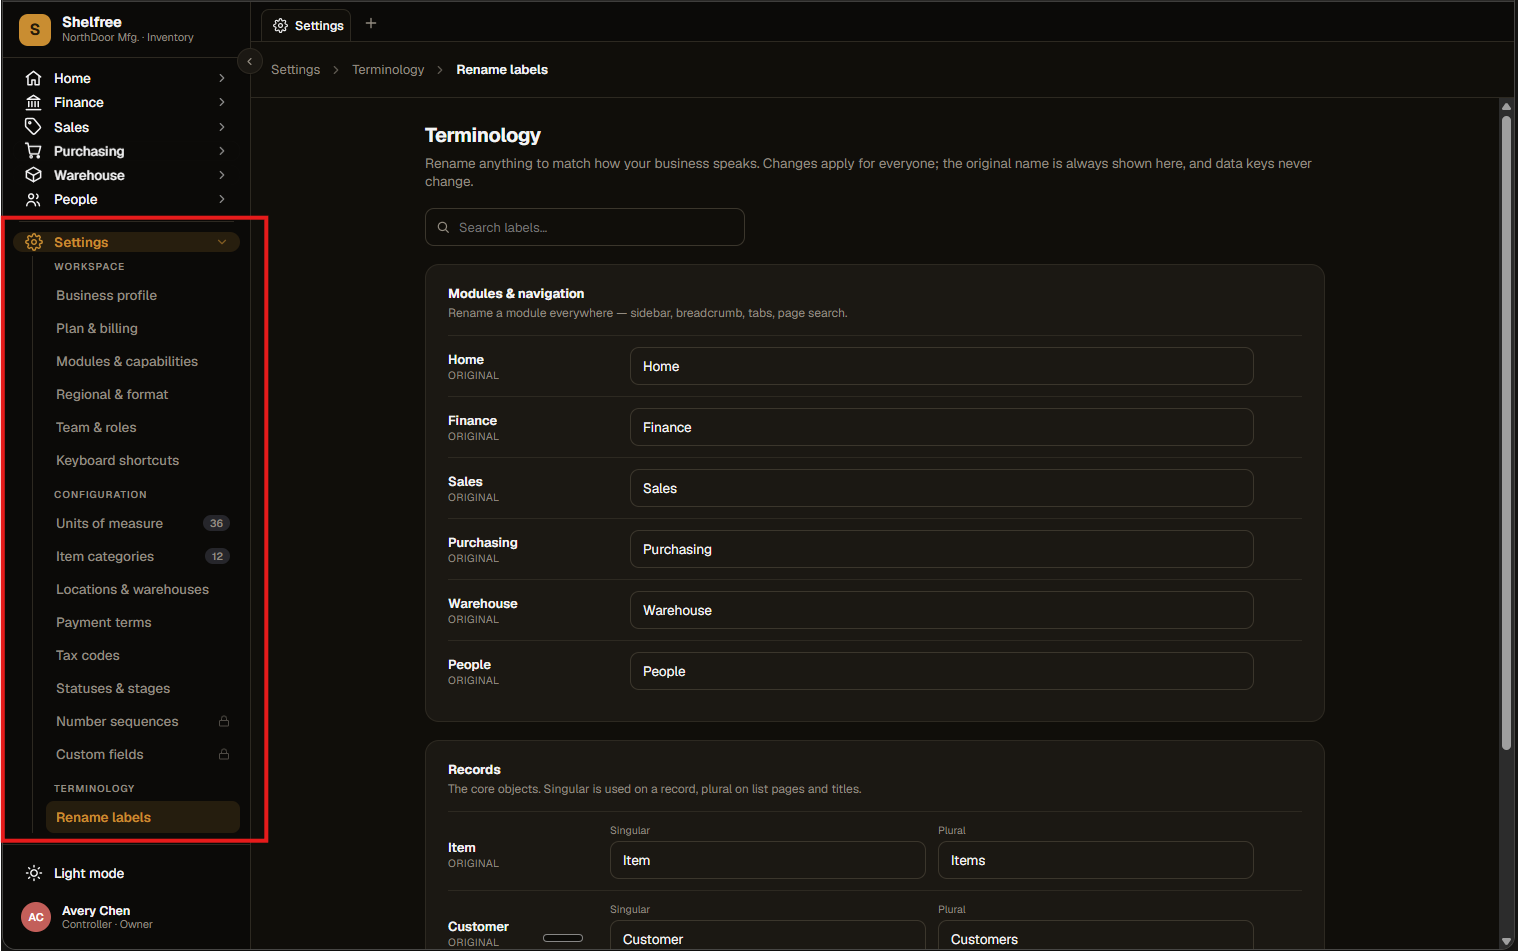 S
Shelfree
NorthDoor Mfg. · Inventory
Home
Finance
Sales
Purchasing
Warehouse
People
Settings
WORKSPACE
Business profile
Plan & billing
Modules & capabilities
Regional & format
Team & roles
Keyboard shortcuts
CONFIGURATION
Units of measure 36
Item categories 12
Locations & warehouses
Payment terms
Tax codes
Statuses & stages
Number sequences
Custom fields
TERMINOLOGY
Rename labels
Light mode
AC
Avery Chen
Controller · Owner
Settings
Settings > Terminology > Rename labels
Terminology
Rename anything to match how your business speaks. Changes apply for everyone; the original name is always shown here, and data keys never
change.
Search labels...
Modules & navigation
Rename a module everywhere — sidebar, breadcrumb, tabs, page search.
Home
ORIGINAL
Home
Finance
ORIGINAL
Finance
Sales
ORIGINAL
Sales
Purchasing
ORIGINAL
Purchasing
Warehouse
ORIGINAL
Warehouse
People
ORIGINAL
People
Records
The core objects. Singular is used on a record, plural on list pages and titles.
Singular Plural
Item
ORIGINAL
Item Items
Singular Plural
Customer
ORIGINAL
Customer Customers